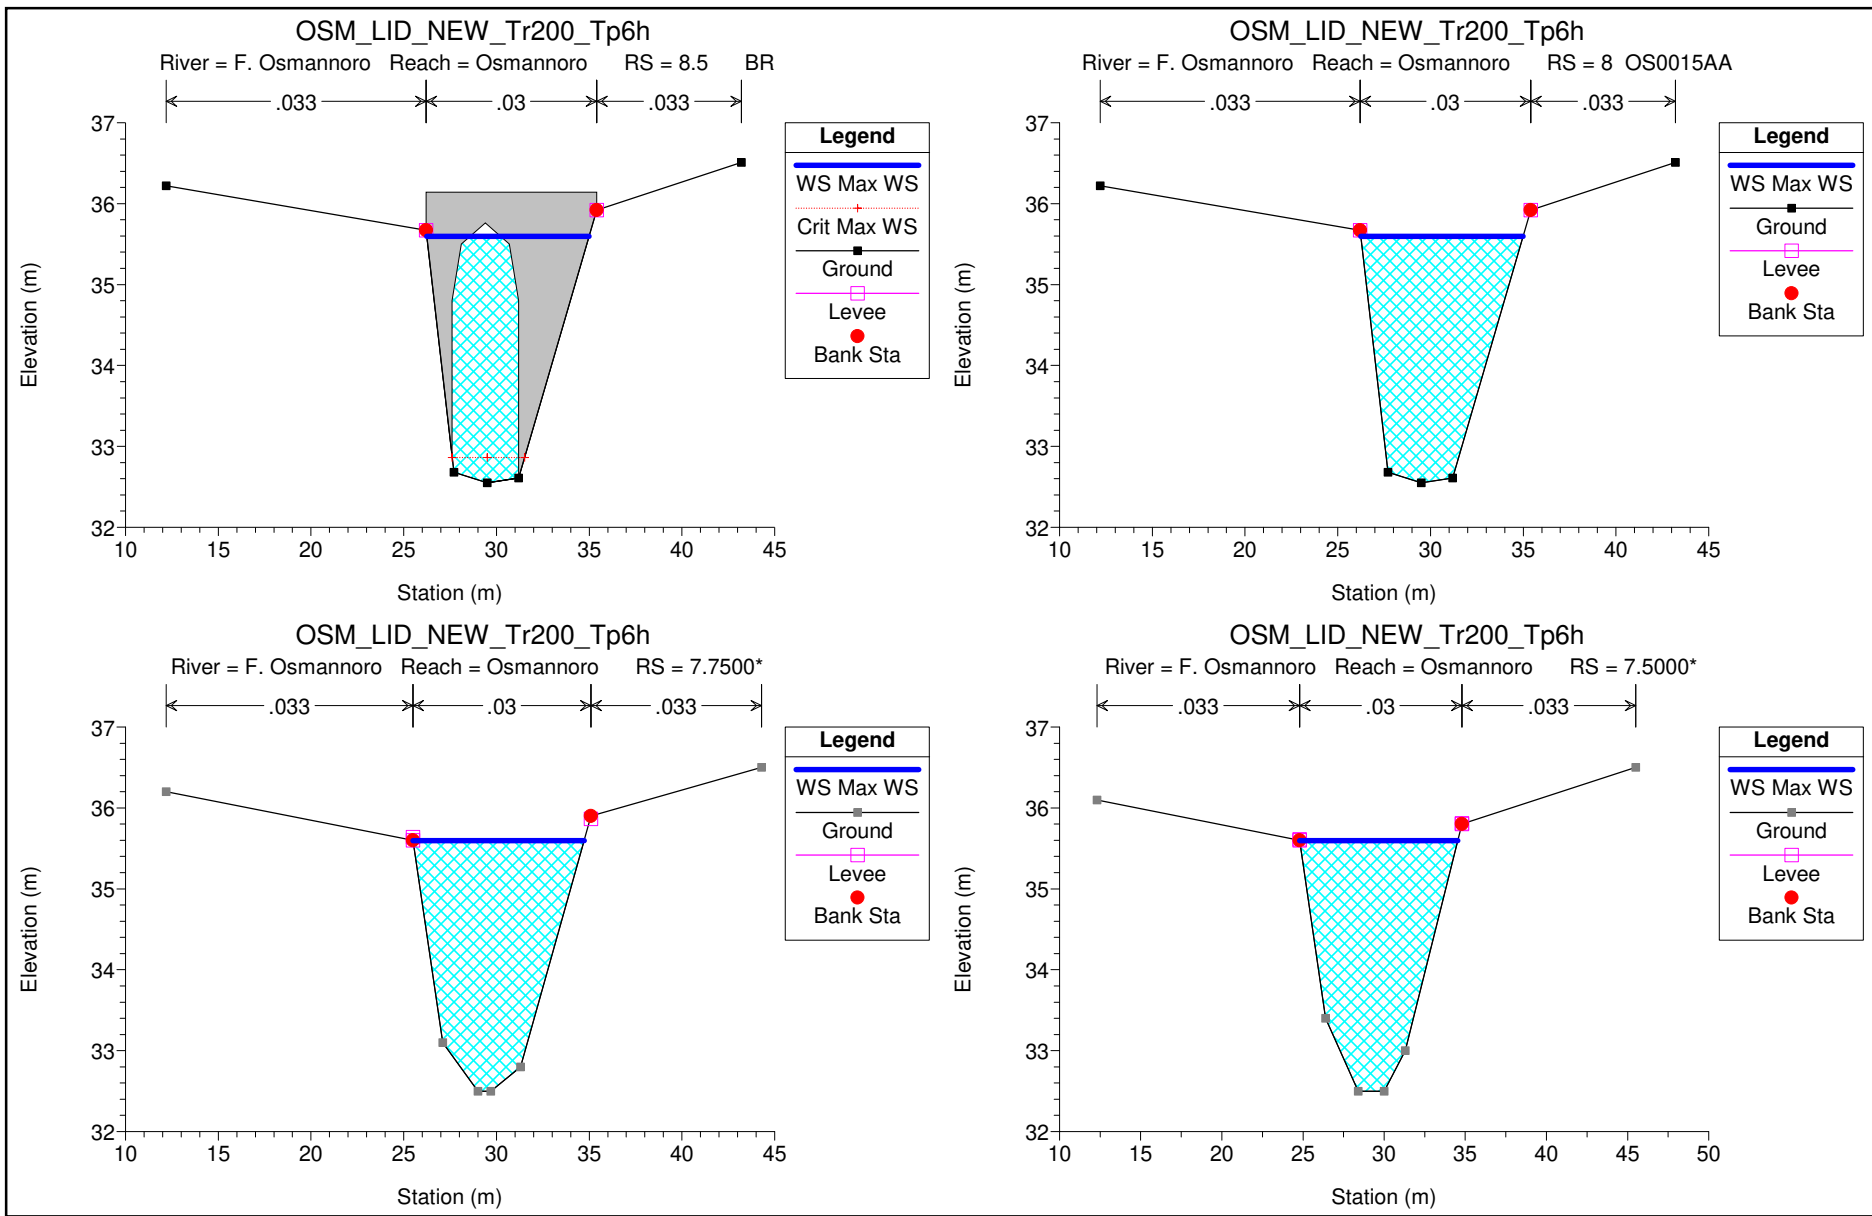 OSM_LID_NEW_Tr200_Tp6h
River = F. Osmannoro Reach = Osmannoro RS = 8.5 BR
.033 .03 .033
37
36
35
34
33
32
Elevation (m)
10 15 20 25 30 35 40 45
Station (m)
Legend
WS Max WS
Crit Max WS
Ground
Levee
Bank Sta
OSM_LID_NEW_Tr200_Tp6h
River = F. Osmannoro Reach = Osmannoro RS = 8 OS0015AA
.033 .03 .033
37
36
35
34
33
32
Elevation (m)
10 15 20 25 30 35 40 45
Station (m)
Legend
WS Max WS
Ground
Levee
Bank Sta
OSM_LID_NEW_Tr200_Tp6h
River = F. Osmannoro Reach = Osmannoro RS = 7.7500*
.033 .03 .033
37
36
35
34
33
32
Elevation (m)
10 15 20 25 30 35 40 45
Station (m)
Legend
WS Max WS
Ground
Levee
Bank Sta
OSM_LID_NEW_Tr200_Tp6h
River = F. Osmannoro Reach = Osmannoro RS = 7.5000*
.033 .03 .033
37
36
35
34
33
32
Elevation (m)
10 15 20 25 30 35 40 45 50
Station (m)
Legend
WS Max WS
Ground
Levee
Bank Sta